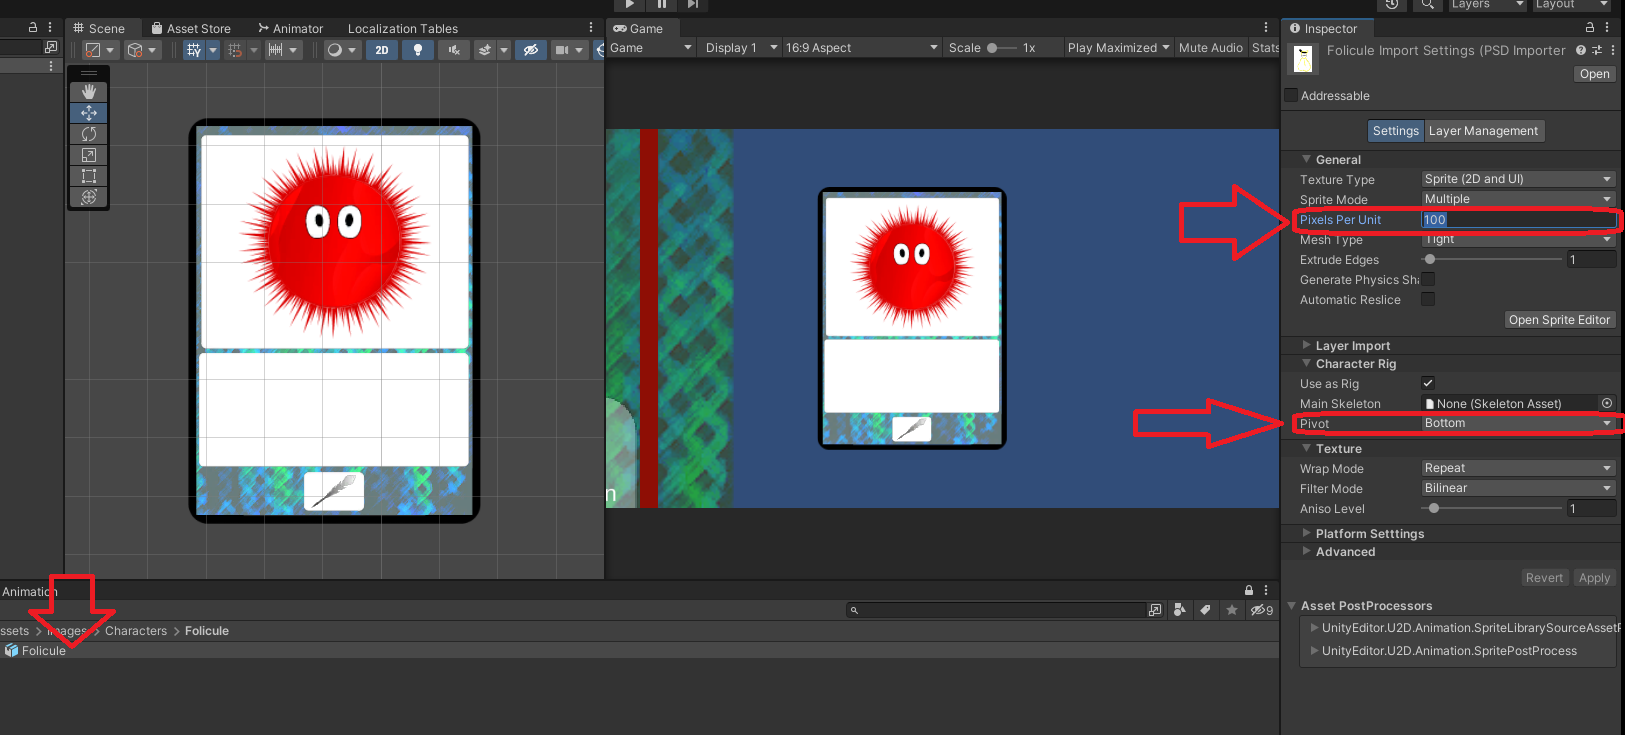 Layers
Layout
Scene
Asset Store
Animator
Localization Tables
Game
Inspector
2D
Game
Display 1
16:9 Aspect
Scale
1x
Play Maximized
Mute Audio
Stats
Folicule Import Settings (PSD Importer
Open
Addressable
Settings
Layer Management
General
Texture Type
Sprite (2D and UI)
Sprite Mode
Multiple
Pixels Per Unit
100
Mesh Type
Tight
Extrude Edges
1
Generate Physics Sha
Automatic Reslice
Open Sprite Editor
Layer Import
Character Rig
Use as Rig
Main Skeleton
None (Skeleton Asset)
Pivot
Bottom
Texture
Wrap Mode
Repeat
Filter Mode
Bilinear
Aniso Level
1
Platform Setttings
Advanced
Revert
Apply
Asset PostProcessors
UnityEditor.U2D.Animation.SpriteLibrarySourceAssetP
UnityEditor.U2D.Animation.SpritePostProcess
n
Animation
9
ssets > Images > Characters > Folicule
Folicule